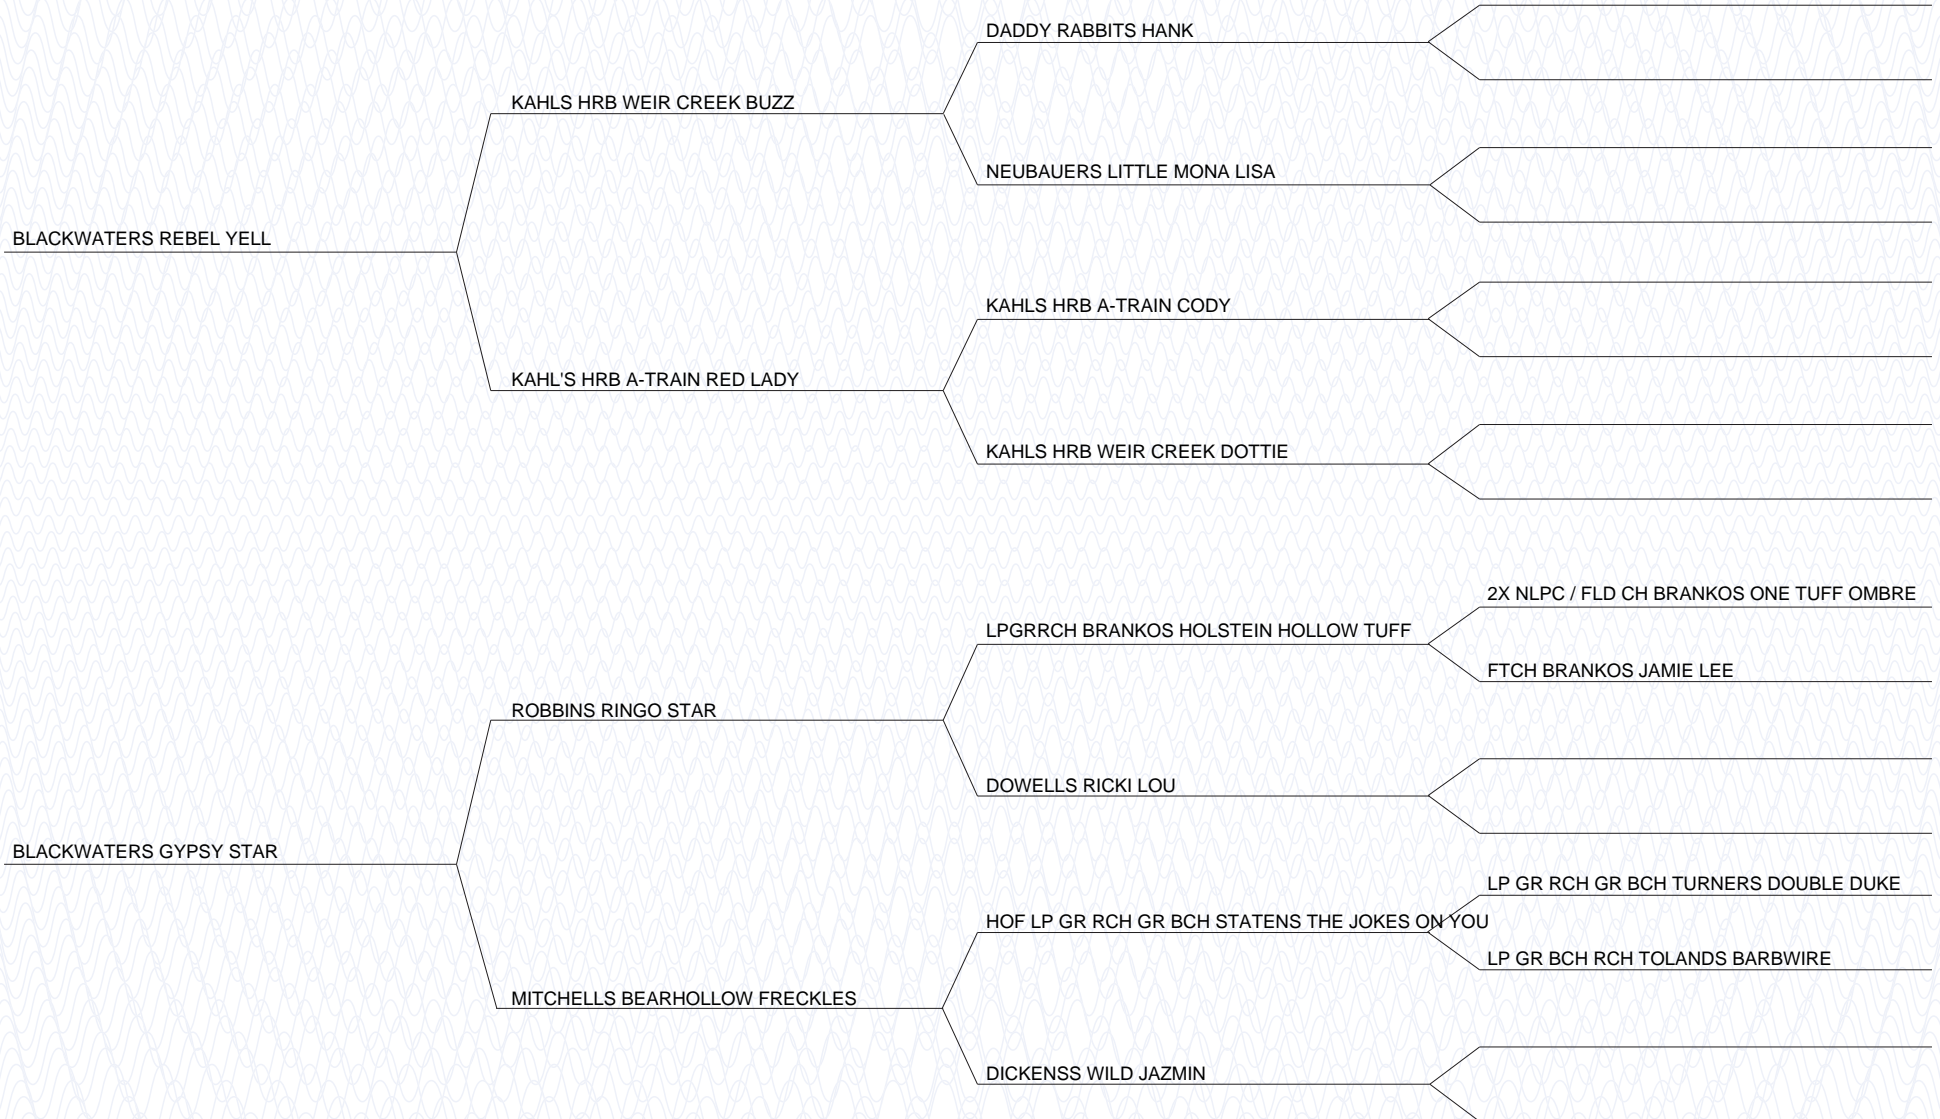 DADDY RABBITS HANK
KAHLS HRB WEIR CREEK BUZZ
NEUBAUERS LITTLE MONA LISA
BLACKWATERS REBEL YELL
KAHLS HRB A-TRAIN CODY
KAHL'S HRB A-TRAIN RED LADY
KAHLS HRB WEIR CREEK DOTTIE
2X NLPC / FLD CH BRANKOS ONE TUFF OMBRE
LPGRRCH BRANKOS HOLSTEIN HOLLOW TUFF
FTCH BRANKOS JAMIE LEE
ROBBINS RINGO STAR
DOWELLS RICKI LOU
BLACKWATERS GYPSY STAR
LP GR RCH GR BCH TURNERS DOUBLE DUKE
HOF LP GR RCH GR BCH STATENS THE JOKES ON YOU
LP GR BCH RCH TOLANDS BARBWIRE
MITCHELLS BEARHOLLOW FRECKLES
DICKENSS WILD JAZMIN